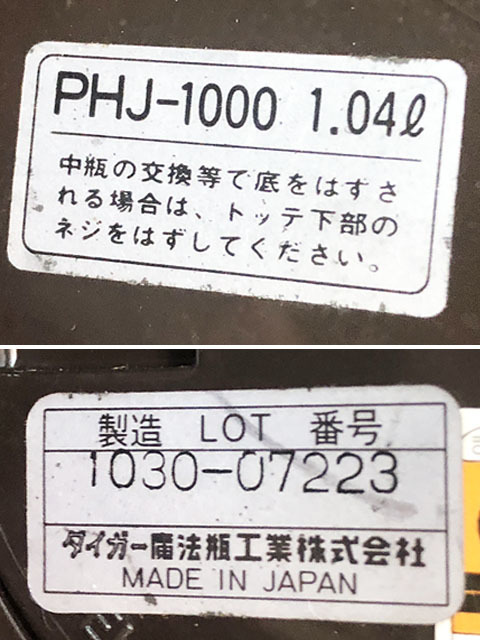 PHJ-1000 1.04ℓ
中瓶の交換等で底をはずさ
れる場合は、トッテ下部の
ネジをはずしてください。
製造 LOT 番号
1030-07223
タイガー魔法瓶工業株式会社
MADE IN JAPAN